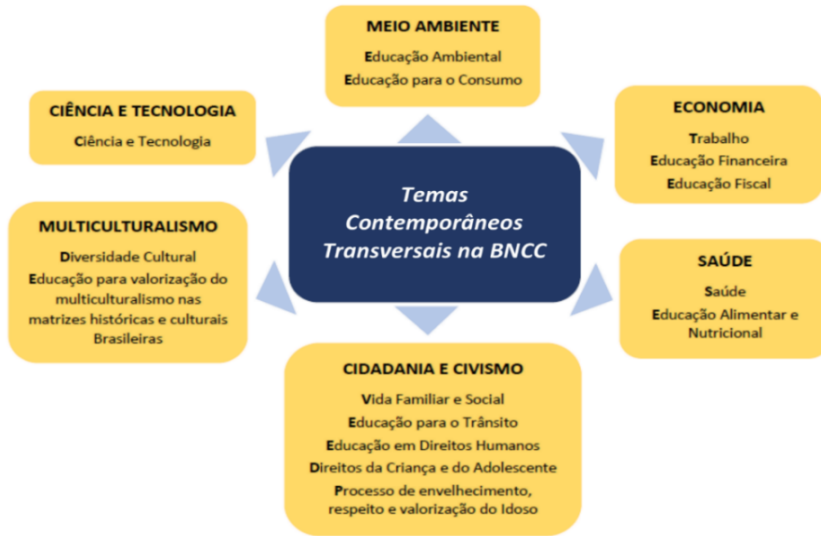 MEIO AMBIENTE
Educação Ambiental
Educação para o Consumo
CIÊNCIA E TECNOLOGIA
Ciência e Tecnologia
ECONOMIA
Trabalho
Educação Financeira
Educação Fiscal
Temas
Contemporâneos
Transversais na BNCC
MULTICULTURALISMO
Diversidade Cultural
Educação para valorização do
multiculturalismo nas
matrizes históricas e culturais
Brasileiras
SAÚDE
Saúde
Educação Alimentar e
Nutricional
CIDADANIA E CIVISMO
Vida Familiar e Social
Educação para o Trânsito
Educação em Direitos Humanos
Direitos da Criança e do Adolescente
Processo de envelhecimento,
respeito e valorização do Idoso